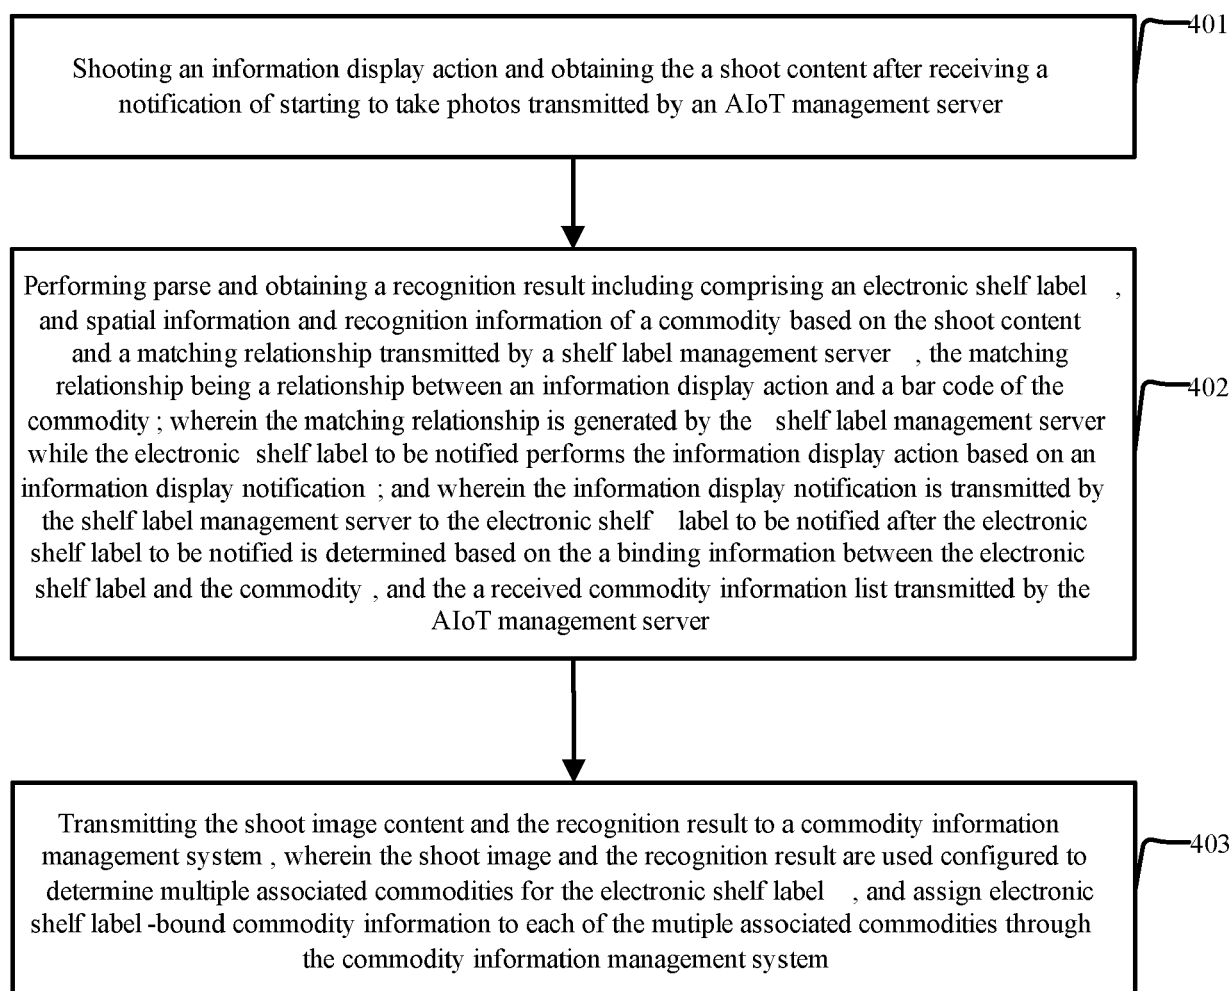 401
Shooting an information display action and obtaining the a shoot content after receiving a
notification of starting to take photos transmitted by an AIoT management server
Performing parse and obtaining a recognition result including comprising an electronic shelf label ,
and spatial information and recognition information of a commodity based on the shoot content
and a matching relationship transmitted by a shelf label management server , the matching
relationship being a relationship between an information display action and a bar code of the
402
commodity ; wherein the matching relationship is generated by the shelf label management server
while the electronic shelf label to be notified performs the information display action based on an
information display notification ; and wherein the information display notification is transmitted by
the shelf label management server to the electronic shelf label to be notified after the electronic
shelf label to be notified is determined based on the a binding information between the electronic
shelf label and the commodity , and the a received commodity information list transmitted by the
AIoT management server
Transmitting the shoot image content and the recognition result to a commodity information
management system , wherein the shoot image and the recognition result are used configured to
403
determine multiple associated commodities for the electronic shelf label , and assign electronic
shelf label -bound commodity information to each of the mutiple associated commodities through
the commodity information management system